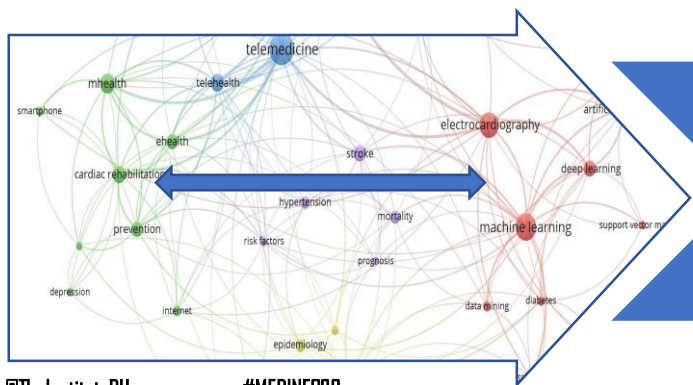 telemedicine
mhealth
telehealth
smartphone
electrocardiography
ehealth
stroke
deep learning
cardiac rehabilitation
hypertension
mortality
prevention
machine learning
risk factors
prognosis
depression
internet
data mining
diabetes
epidemiology